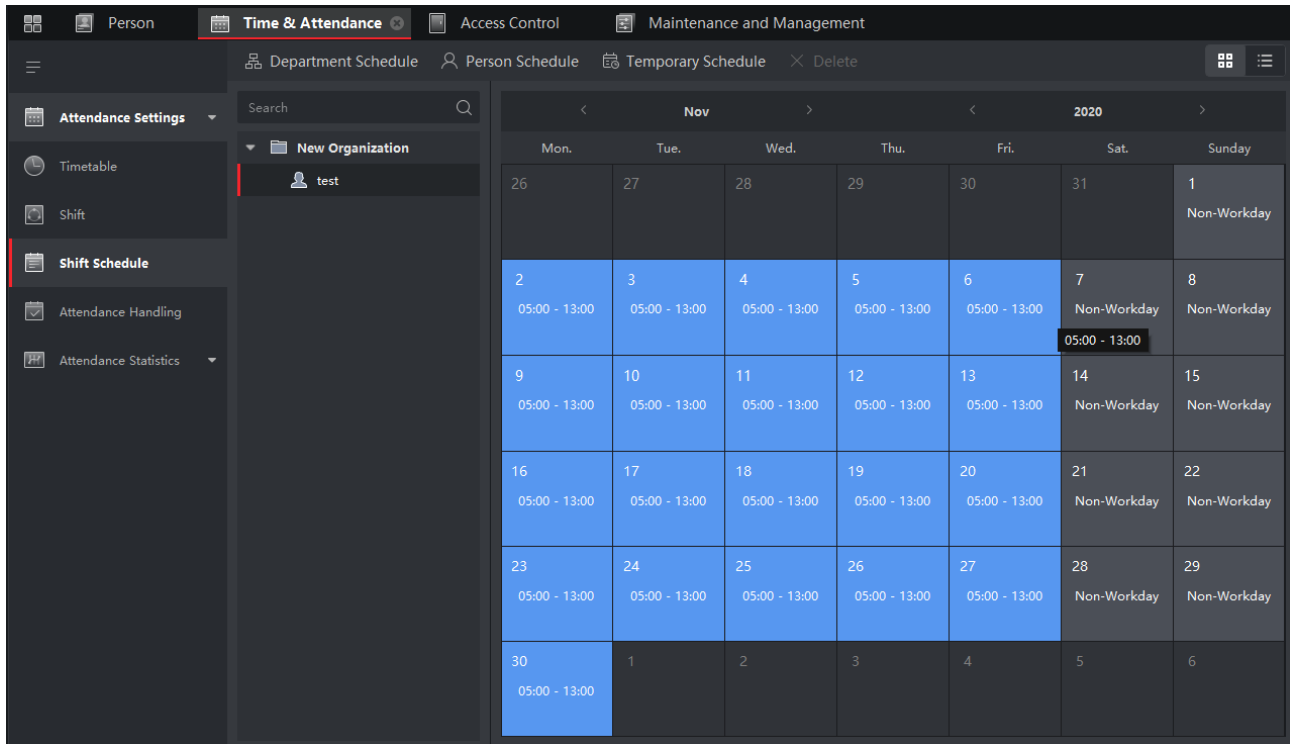 Person Time & Attendance Access Control Maintenance and Management
Department Schedule Person Schedule Temporary Schedule Delete
Attendance Settings
Timetable
Shift
Shift Schedule
Attendance Handling
Attendance Statistics
Search
New Organization
test
Nov 2020
Mon. Tue. Wed. Thu. Fri. Sat. Sunday
26 27 28 29 30 31 1
Non-Workday
2 3 4 5 6 7 8
05:00 - 13:00 05:00 - 13:00 05:00 - 13:00 05:00 - 13:00 05:00 - 13:00 Non-Workday Non-Workday
05:00 - 13:00
9 10 11 12 13 14 15
05:00 - 13:00 05:00 - 13:00 05:00 - 13:00 05:00 - 13:00 05:00 - 13:00 Non-Workday Non-Workday
16 17 18 19 20 21 22
05:00 - 13:00 05:00 - 13:00 05:00 - 13:00 05:00 - 13:00 05:00 - 13:00 Non-Workday Non-Workday
23 24 25 26 27 28 29
05:00 - 13:00 05:00 - 13:00 05:00 - 13:00 05:00 - 13:00 05:00 - 13:00 Non-Workday Non-Workday
30 1 2 3 4 5 6
05:00 - 13:00